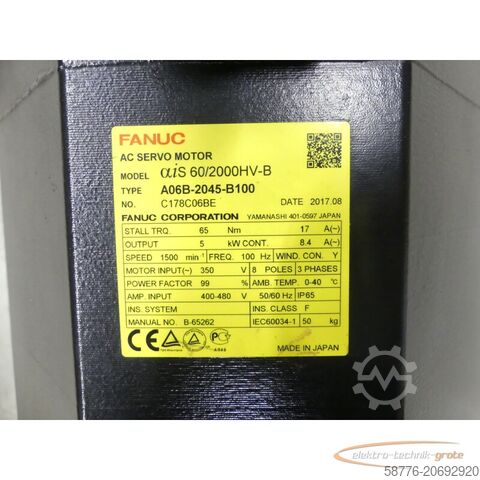 FANUC
AC SERVO MOTOR
MODEL αiS 60/2000HV-B
TYPE A06B-2045-B100
NO. C178C06BE DATE 2017.08
FANUC CORPORATION YAMANASHI 401-0597 JAPAN
STALL TRQ. 65 Nm 17 A(~)
OUTPUT 5 kW CONT. 8.4 A(~)
SPEED 1500 min⁻¹ FREQ. 100 Hz WIND. CON. Y
MOTOR INPUT(~) 350 V 8 POLES 3 PHASES
POWER FACTOR 99 % AMB. TEMP. 0-40 °C
AMP. INPUT 400-480 V 50/60 Hz IP65
INS. SYSTEM INS. CLASS F
MANUAL NO. B-65262 IEC60034-1 50 kg
CE
MADE IN JAPAN
elektro-technik-grote.de
58776-20692920